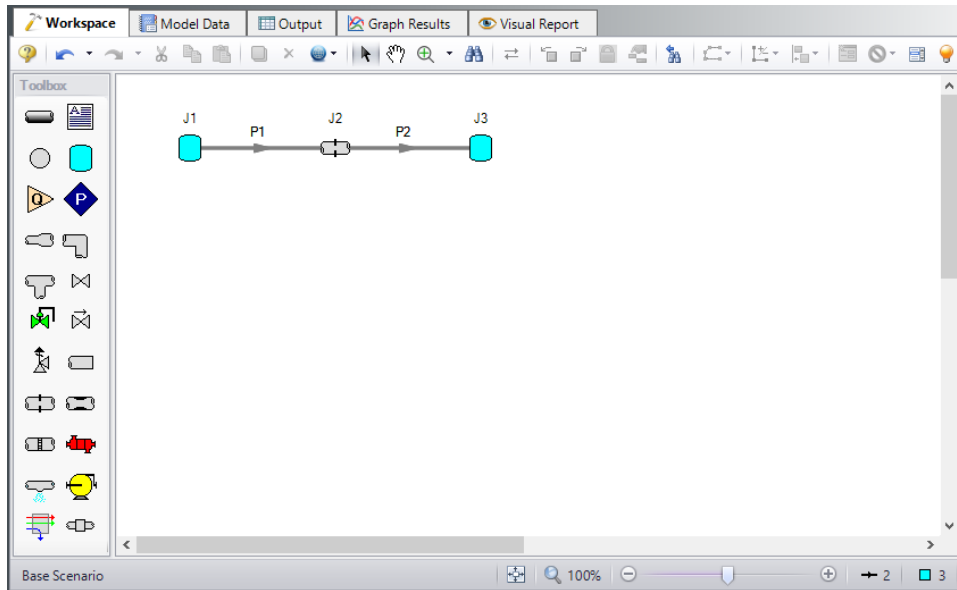 Workspace Model Data Output Graph Results Visual Report
Toolbox
A
J1 J2 J3
P1 P2
Q P
Base Scenario 100% 2 3